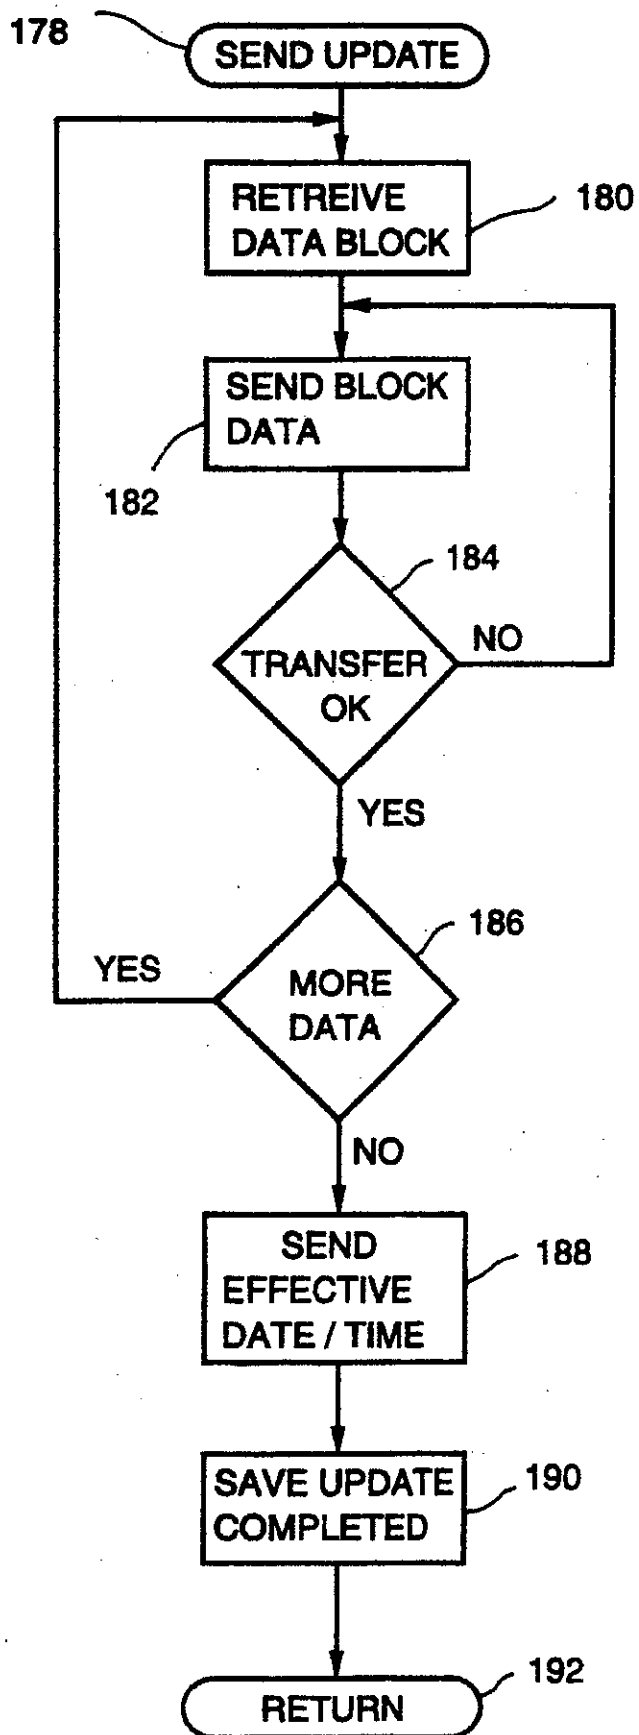 178
SEND UPDATE
RETREIVE
DATA BLOCK
180
SEND BLOCK
DATA
182
184
TRANSFER
OK
NO
YES
186
YES
MORE
DATA
NO
SEND
EFFECTIVE
DATE / TIME
188
SAVE UPDATE
COMPLETED
190
192
RETURN